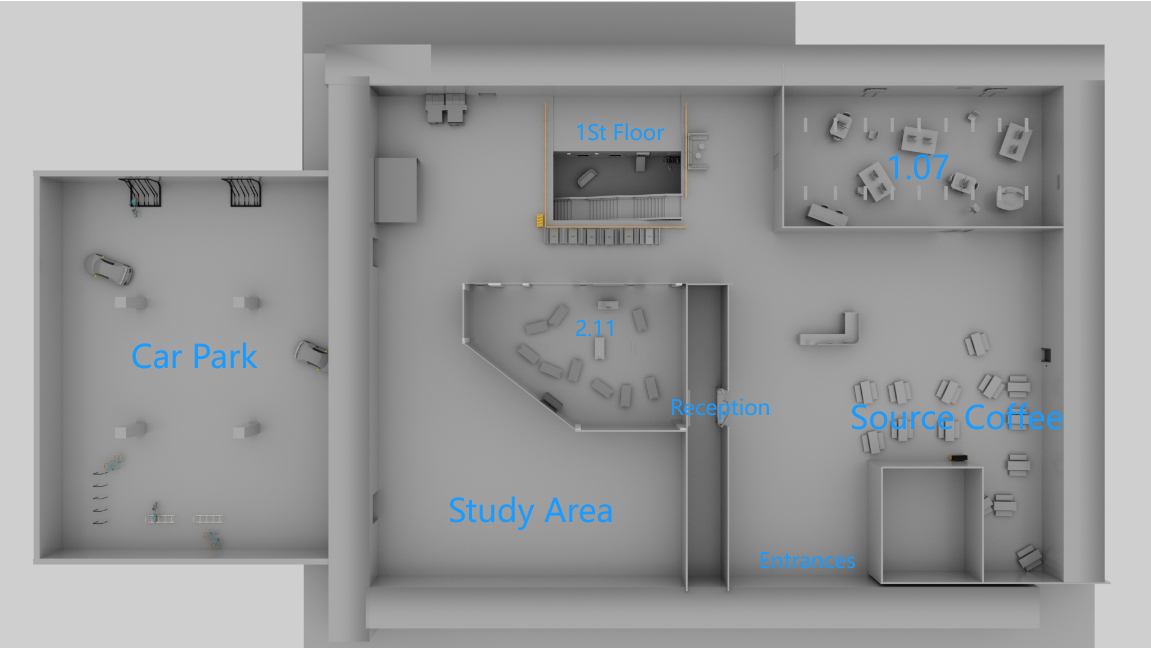 1St Floor
1.07
2.11
Car Park
Reception
Source Coffee
Study Area
Entrances